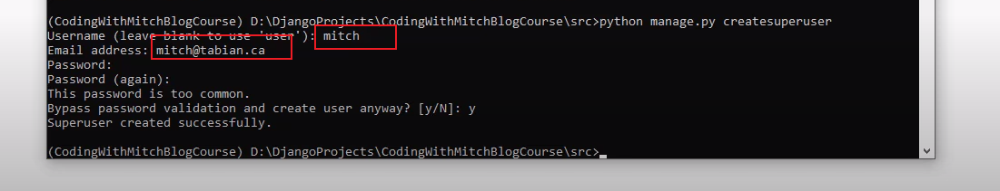 (CodingWithMitchBlogCourse) D:\DjangoProjects\CodingWithMitchBlogCourse\src>python manage.py createsuperuser
Username (leave blank to use 'user'): mitch
Email address: mitch@tabian.ca
Password:
Password (again):
This password is too common.
Bypass password validation and create user anyway? [y/N]: y
Superuser created successfully.
(CodingWithMitchBlogCourse) D:\DjangoProjects\CodingWithMitchBlogCourse\src>